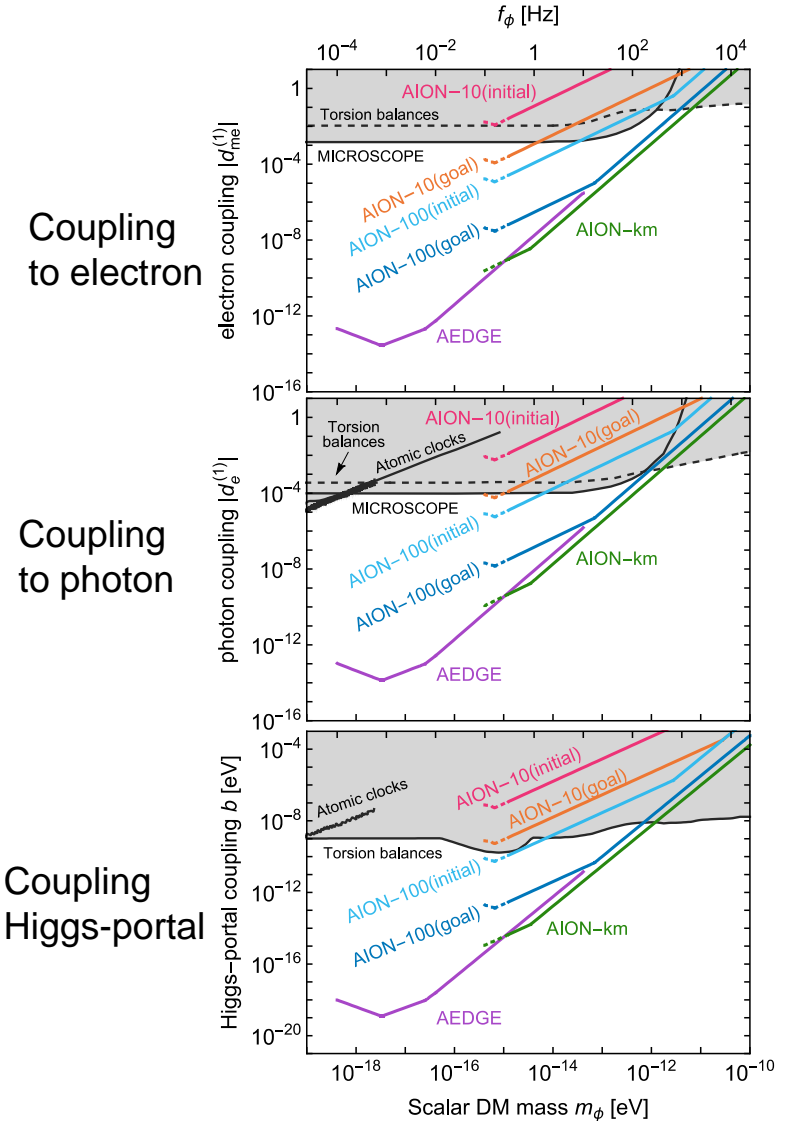 f_ϕ [Hz]
10⁻⁴ 10⁻² 1 10² 10⁴
Coupling
to electron
electron coupling |d_me^(1)|
1
10⁻⁴
10⁻⁸
10⁻¹²
10⁻¹⁶
AION−10(initial)
Torsion balances
MICROSCOPE
AION−10(goal)
AION−100(initial)
AION−100(goal)
AION−km
AEDGE
Coupling
to photon
photon coupling |d_e^(1)|
1
10⁻⁴
10⁻⁸
10⁻¹²
10⁻¹⁶
AION−10(initial)
Torsion
balances
Atomic clocks
AION−10(goal)
MICROSCOPE
AION−100(initial)
AION−100(goal)
AION−km
AEDGE
Coupling
Higgs-portal
Higgs−portal coupling b [eV]
10⁻⁴
10⁻⁸
10⁻¹²
10⁻¹⁶
10⁻²⁰
AION−10(initial)
Atomic clocks
AION−10(goal)
Torsion balances
AION−100(initial)
AION−100(goal)
AION−km
AEDGE
10⁻¹⁸ 10⁻¹⁶ 10⁻¹⁴ 10⁻¹² 10⁻¹⁰
Scalar DM mass m_ϕ [eV]